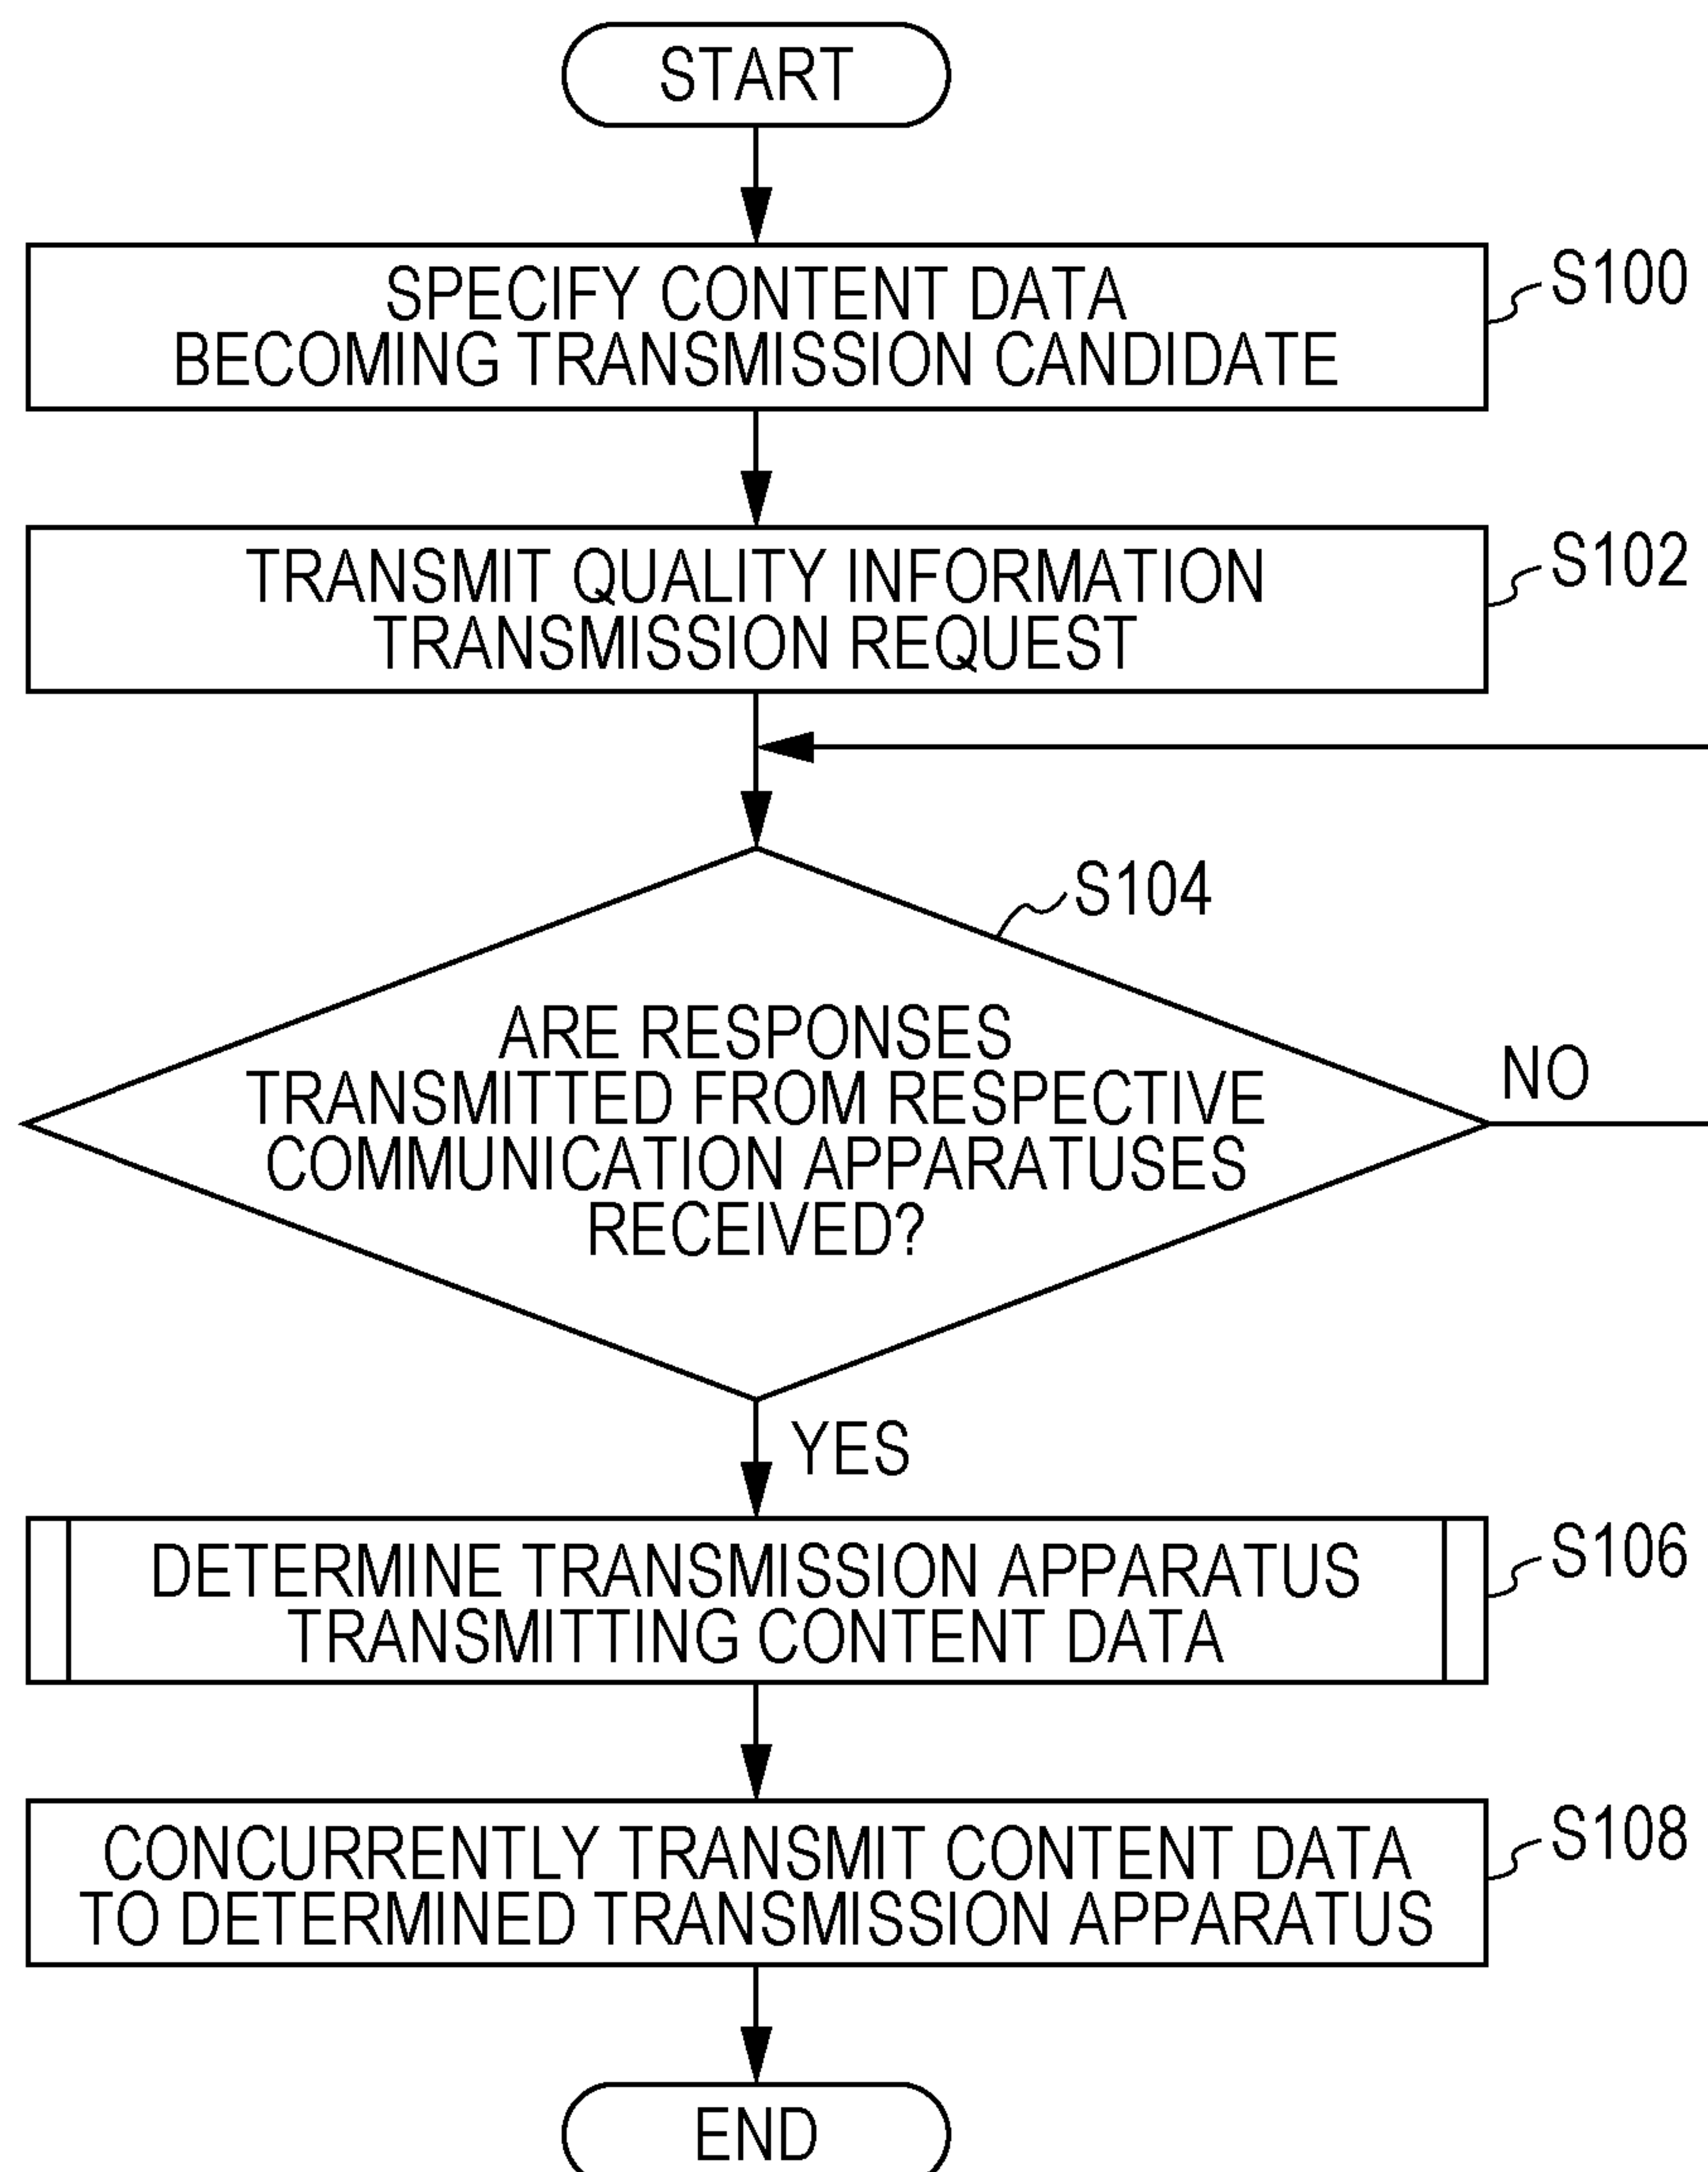 START
SPECIFY CONTENT DATA
BECOMING TRANSMISSION CANDIDATE
S100
TRANSMIT QUALITY INFORMATION
TRANSMISSION REQUEST
S102
S104
ARE RESPONSES
TRANSMITTED FROM RESPECTIVE
COMMUNICATION APPARATUSES
RECEIVED?
NO
YES
DETERMINE TRANSMISSION APPARATUS
TRANSMITTING CONTENT DATA
S106
CONCURRENTLY TRANSMIT CONTENT DATA
TO DETERMINED TRANSMISSION APPARATUS
S108
END